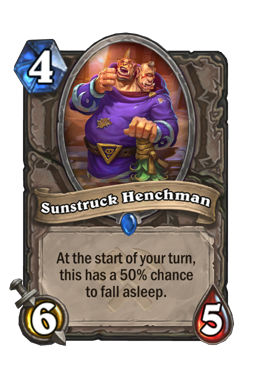 4
Sunstruck Henchman
At the start of your turn,
this has a 50% chance
to fall asleep.
6
5